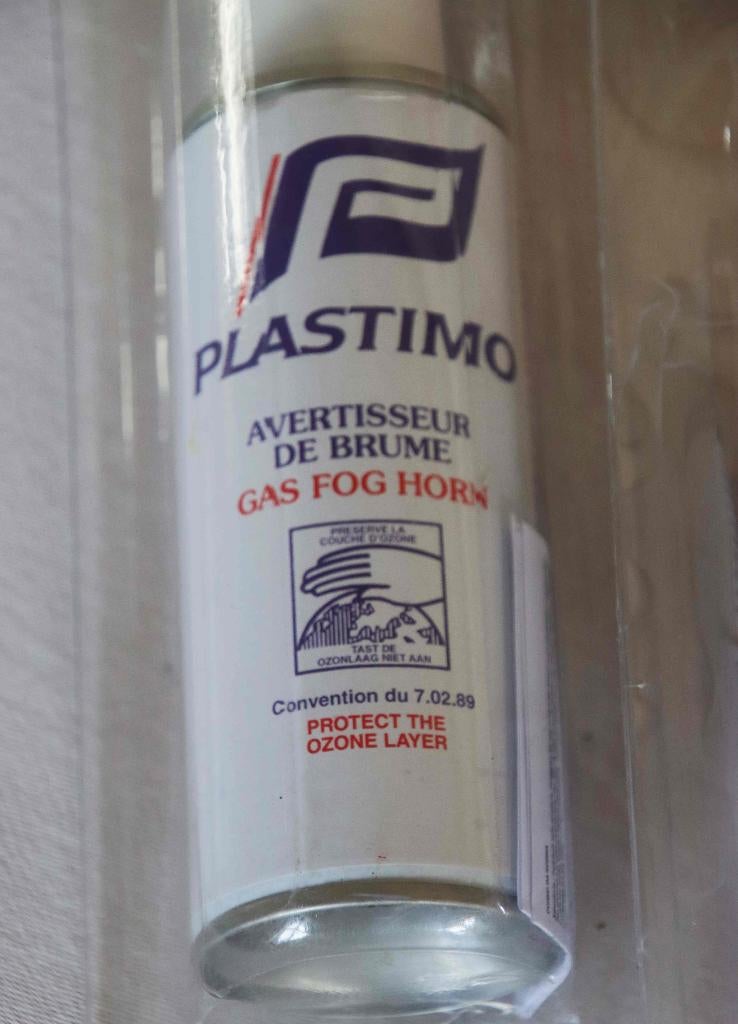 PLASTIMO
AVERTISSEUR
DE BRUME
GAS FOG HORN
PRESERVE LA
COUCHE D'OZONE
TAST DE
OZONLAAG NIET AAN
Convention du 7.02.89
PROTECT THE
OZONE LAYER